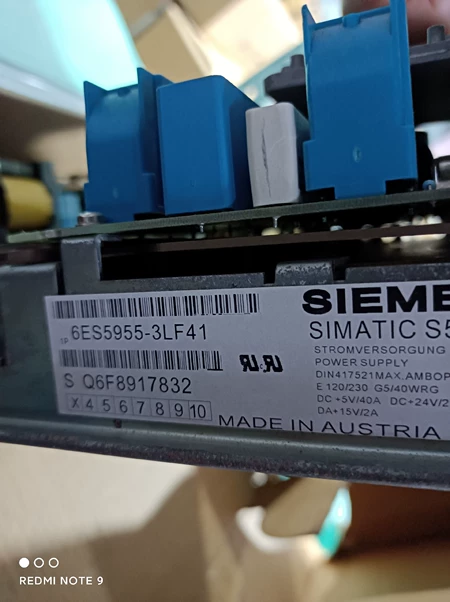 SIEME
1P 6ES5955-3LF41
SIMATIC S5
STROMVERSORGUNG
POWER SUPPLY
DIN417521MAX.AMBOP
E 120/230 G5/40WRG
S Q6F8917832
DC +5V/40A DC+24V/2
X 4 5 6 7 8 9 10
DA+15V/2A
MADE IN AUSTRIA
REDMI NOTE 9